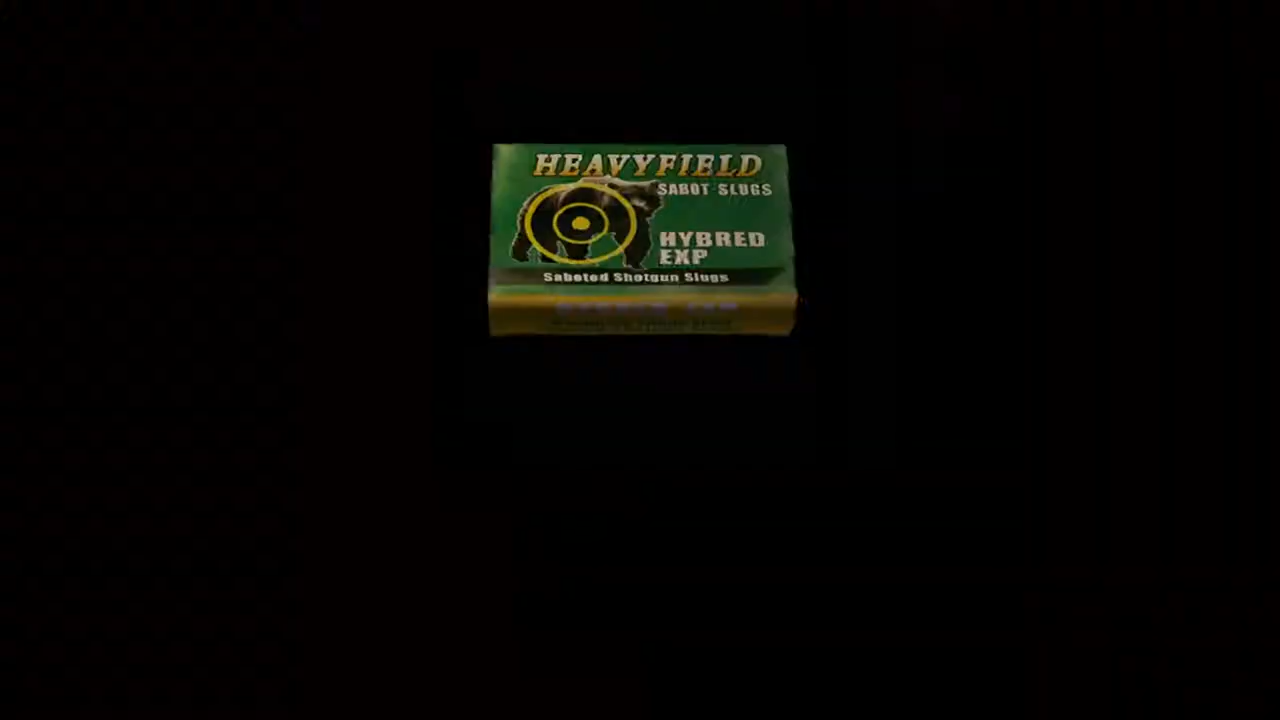 HEAVYFIELD
SABOT SLUGS
HYBRED
EXP
Saboted Shotgun Slugs